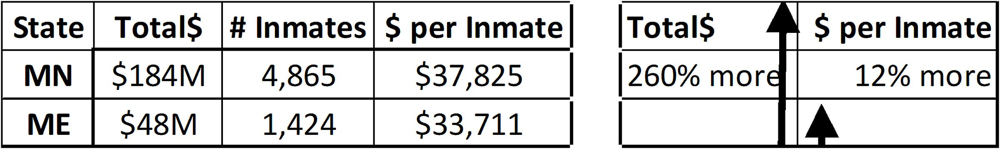 State Total$ # Inmates $ per Inmate Total$ $ per Inmate
MN $184M 4,865 $37,825 260% more 12% more
ME $48M 1,424 $33,711